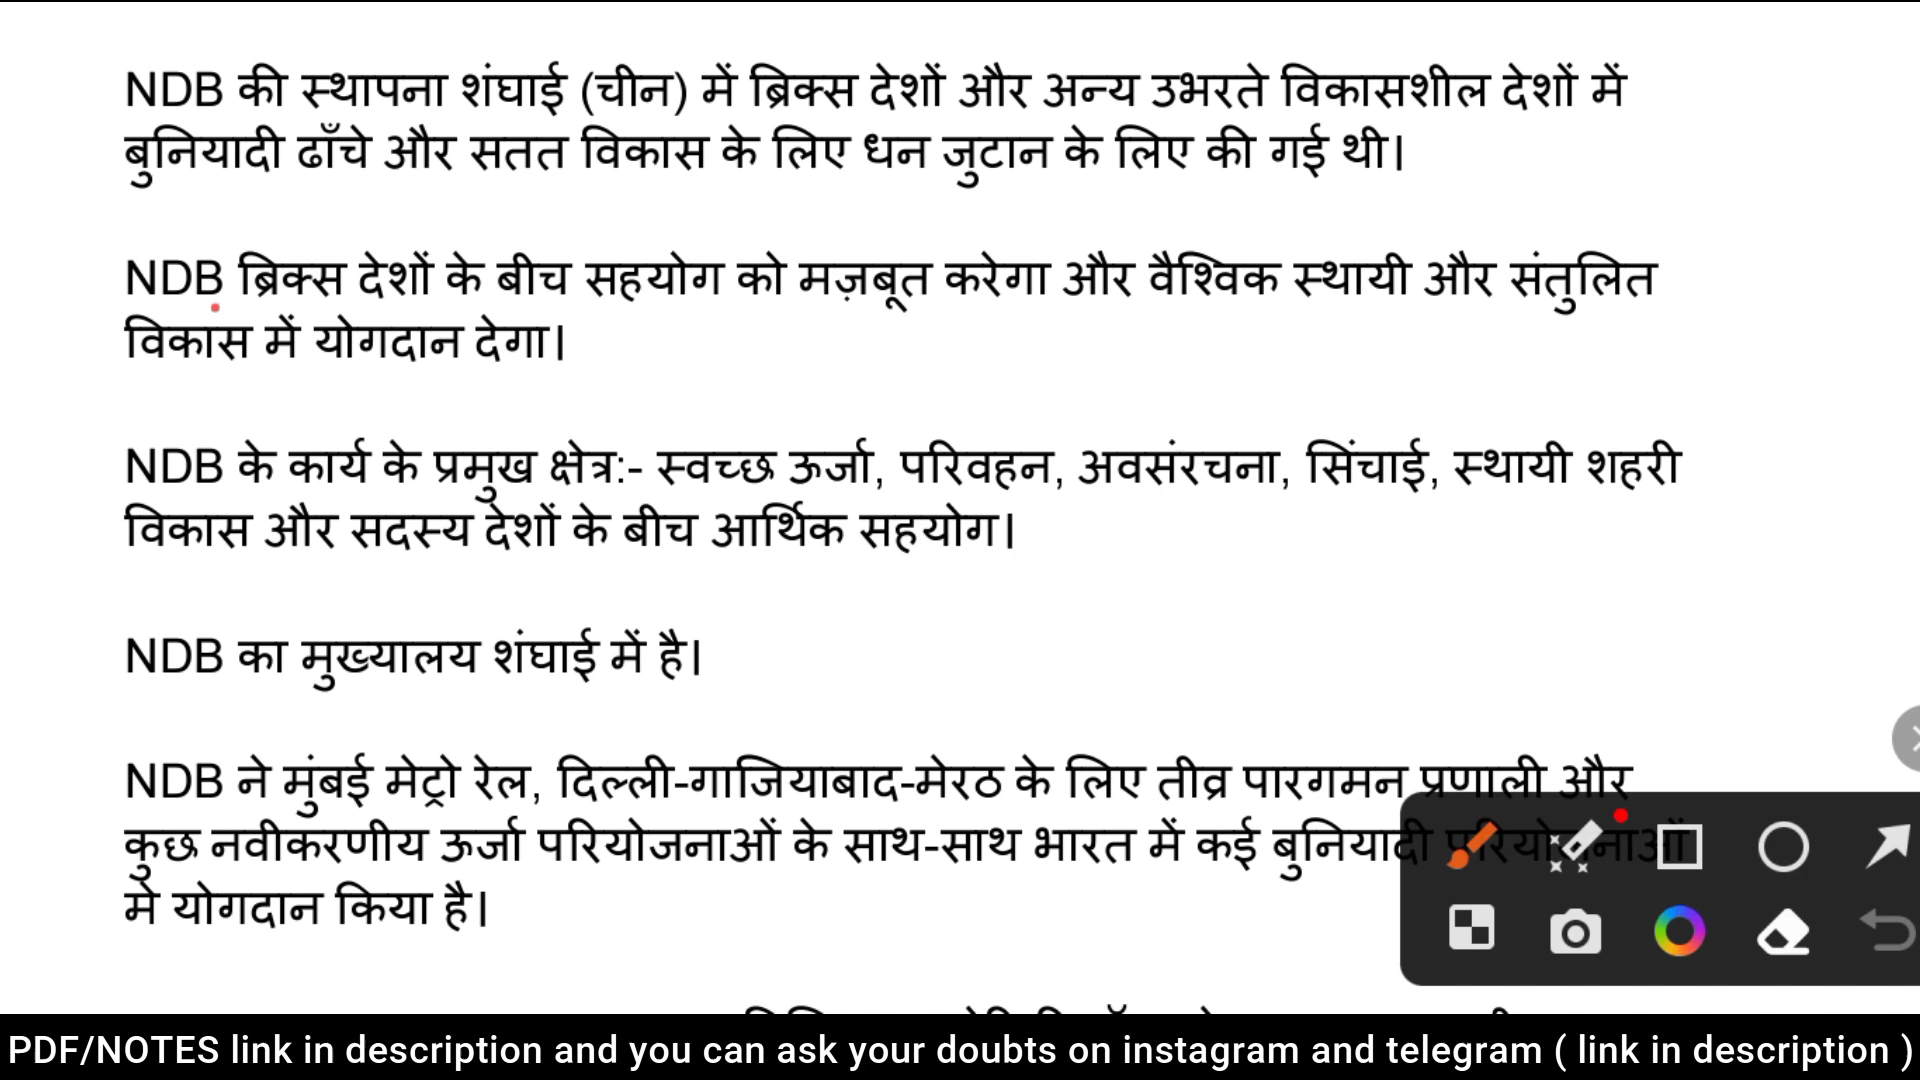 NDB की स्थापना शंघाई (चीन) में ब्रिक्स देशों और अन्य उभरते विकासशील देशों में
बुनियादी ढाँचे और सतत विकास के लिए धन जुटान के लिए की गई थी।
NDB ब्रिक्स देशों के बीच सहयोग को मज़बूत करेगा और वैश्विक स्थायी और संतुलित
विकास में योगदान देगा।
NDB के कार्य के प्रमुख क्षेत्र:- स्वच्छ ऊर्जा, परिवहन, अवसंरचना, सिंचाई, स्थायी शहरी
विकास और सदस्य देशों के बीच आर्थिक सहयोग।
NDB का मुख्यालय शंघाई में है।
NDB ने मुंबई मेट्रो रेल, दिल्ली-गाजियाबाद-मेरठ के लिए तीव्र पारगमन प्रणाली और
कुछ नवीकरणीय ऊर्जा परियोजनाओं के साथ-साथ भारत में कई बुनियादी परियोजनाओं
मे योगदान किया है।
PDF/NOTES link in description and you can ask your doubts on instagram and telegram ( link in description )